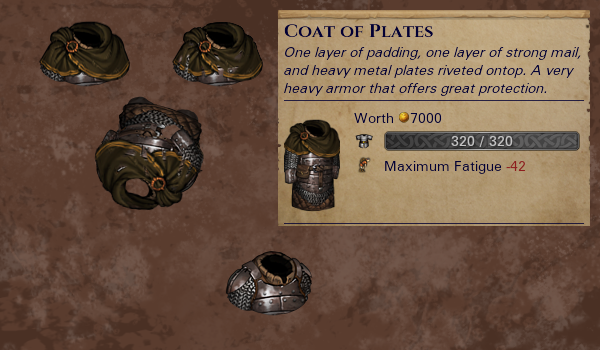 Coat of Plates
One layer of padding, one layer of strong mail,
and heavy metal plates riveted ontop. A very
heavy armor that offers great protection.
Worth 7000
320 / 320
Maximum Fatigue -42